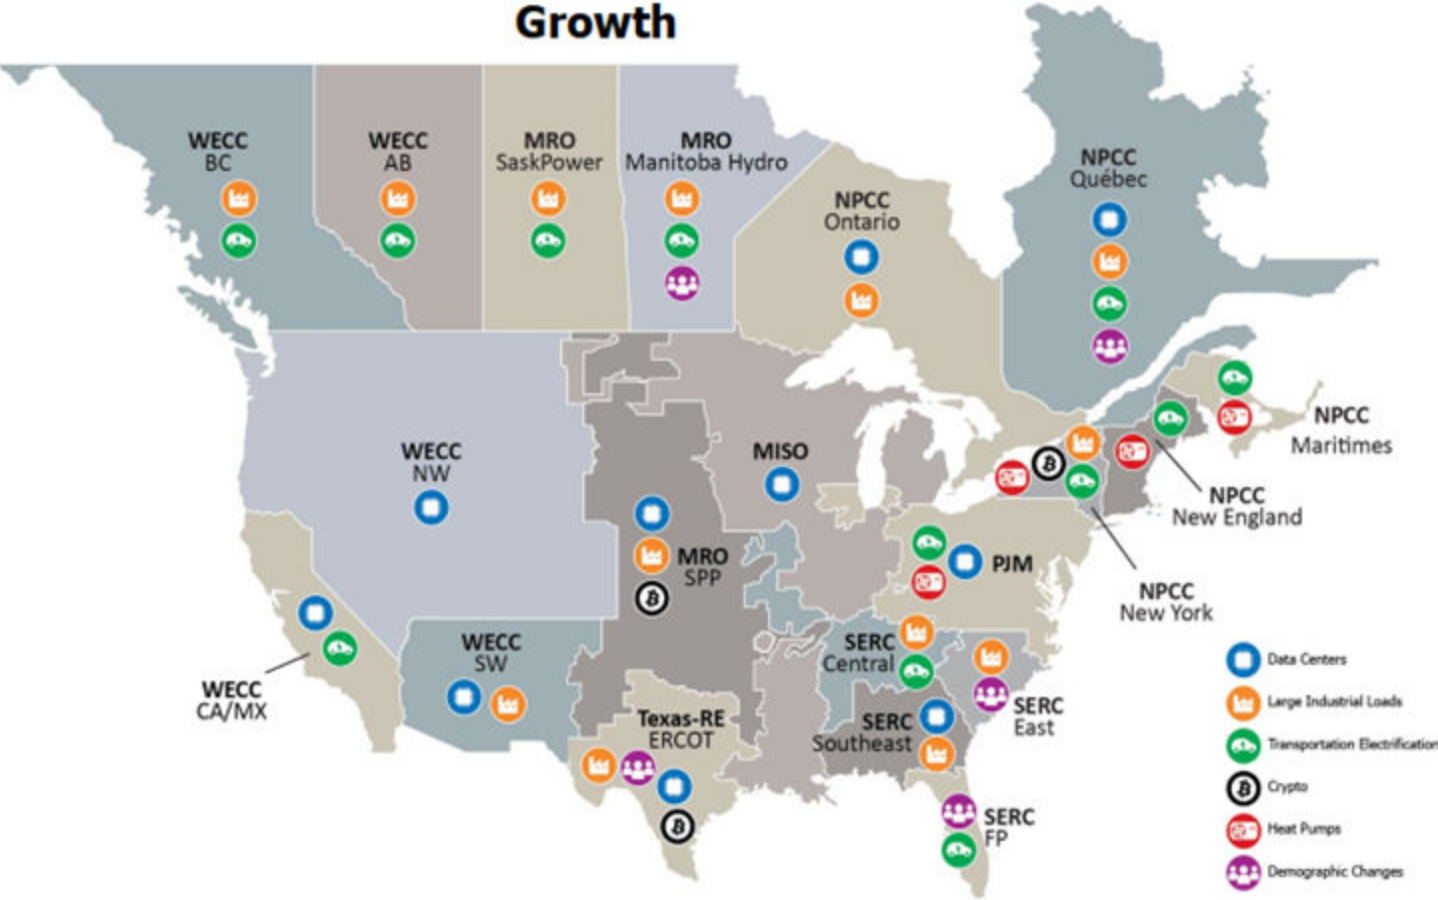 Growth
WECC
BC
WECC
AB
MRO
SaskPower
MRO
Manitoba Hydro
NPCC
Ontario
NPCC
Québec
WECC
NW
MISO
MRO
SPP
NPCC
Maritimes
NPCC
New England
NPCC
New York
PJM
WECC
CA/MX
WECC
SW
SERC
Central
SERC
East
SERC
Southeast
Texas-RE
ERCOT
SERC
FP
Data Centers
Large Industrial Loads
Transportation Electrification
Crypto
Heat Pumps
Demographic Changes